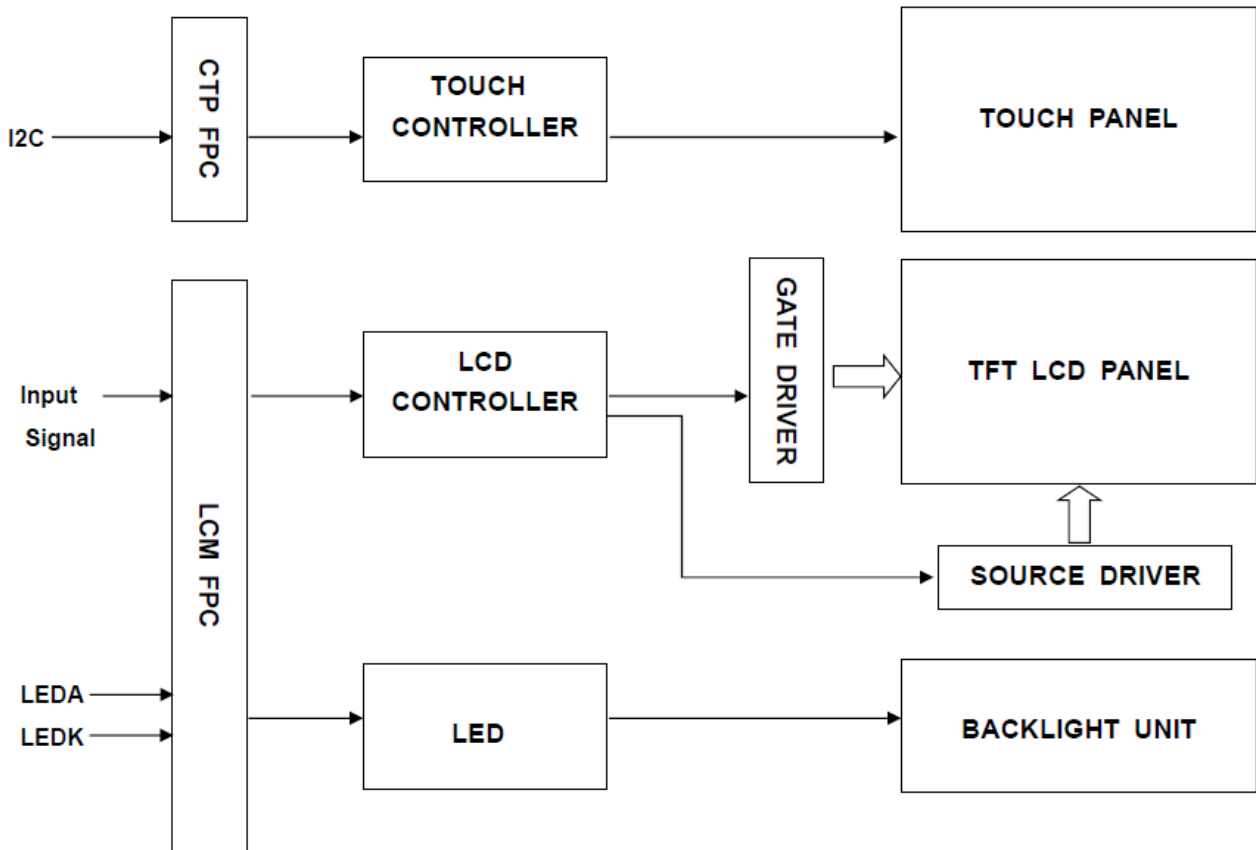 CTP FPC
I2C
TOUCH
CONTROLLER
TOUCH PANEL
LCM FPC
Input
Signal
LCD
CONTROLLER
GATE DRIVER
TFT LCD PANEL
SOURCE DRIVER
LEDA
LEDK
LED
BACKLIGHT UNIT